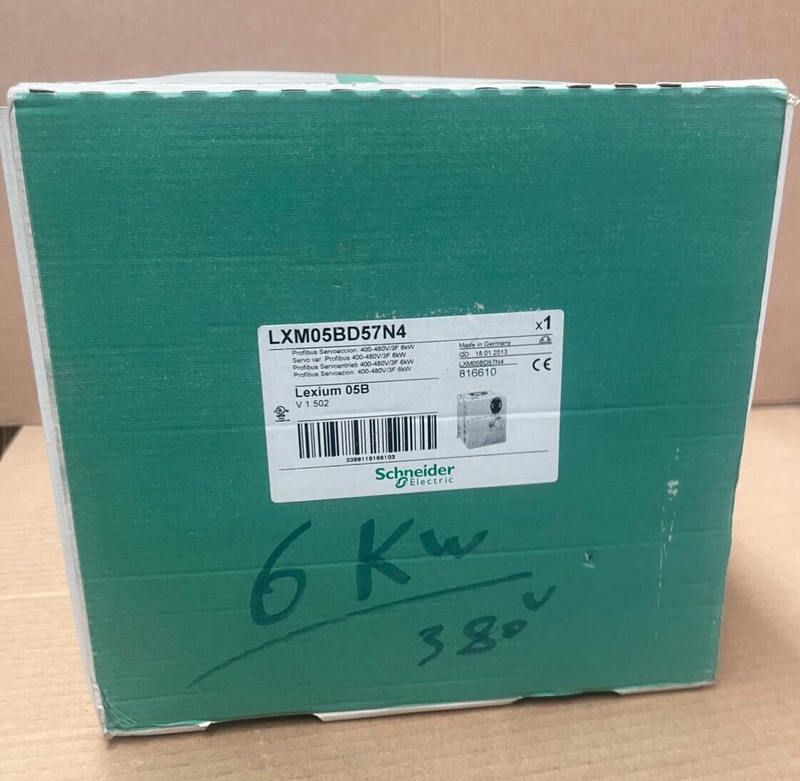 LXM05BD57N4
x1
Profibus Servoaccion. 400-480V/3F 6kW
Servo var. Profibus 400-480V/3F 6kW
Profibus Servoantrieb 400-480V/3F 6kW
Profibus Servoazion. 400-480V/3F 6kW
Made in Germany
QD 18.01.2013
LXM05BD57N4
816610
CE
Lexium 05B
V 1.502
3389118166103
Schneider
Electric
6 Kw
380V